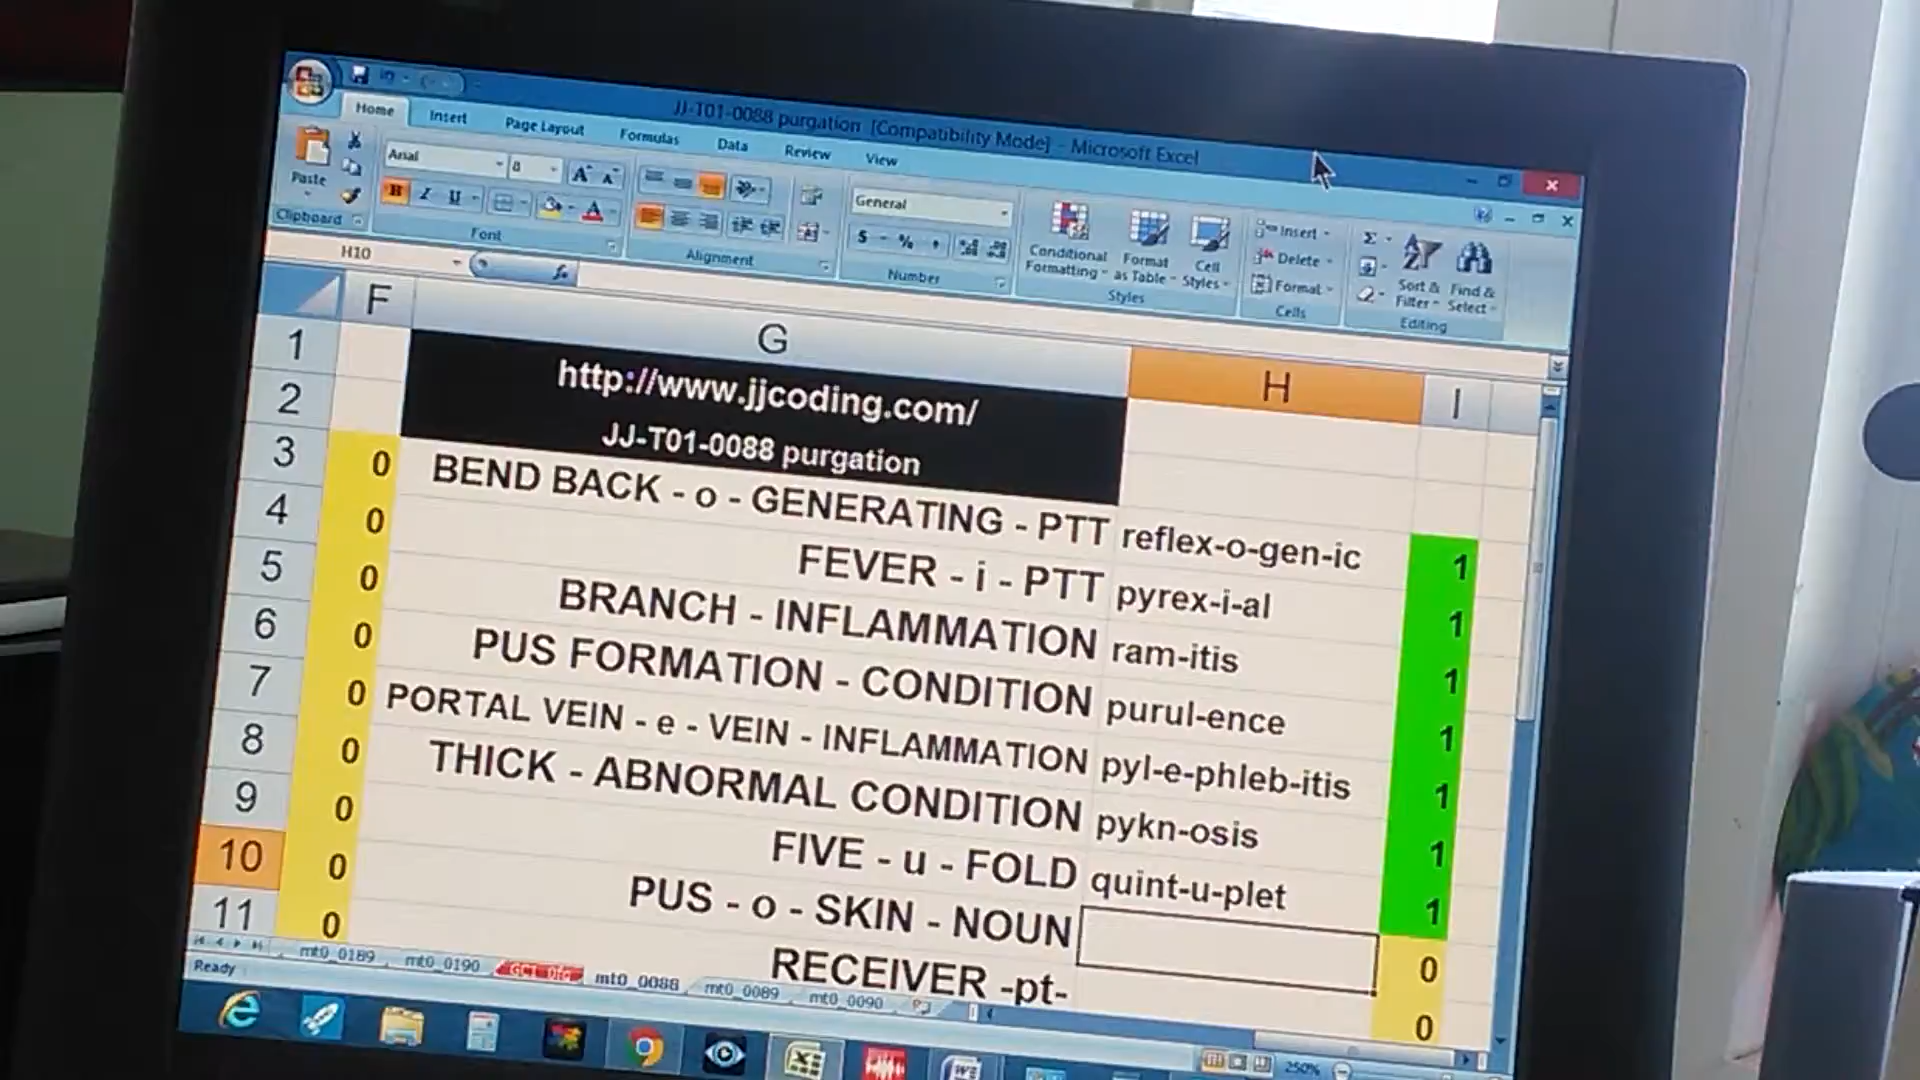 JJ-T01-0088 purgation [Compatibility Mode] - Microsoft Excel
Home Insert Page Layout Formulas Data Review View
Arial 8
General
Paste
B I U
$ %
Conditional Formatting
Format as Table
Cell Styles
Insert
Delete
Format
Sort & Filter
Find & Select
Clipboard Font Alignment Number Styles Cells Editing
H10 fx
F G H I
1 http://www.jjcoding.com/
2 JJ-T01-0088 purgation
3 0 BEND BACK - o - GENERATING - PTT reflex-o-gen-ic 1
4 0 FEVER - i - PTT pyrex-i-al 1
5 0 BRANCH - INFLAMMATION ram-itis 1
6 0 PUS FORMATION - CONDITION purul-ence 1
7 0 PORTAL VEIN - e - VEIN - INFLAMMATION pyl-e-phleb-itis 1
8 0 THICK - ABNORMAL CONDITION pykn-osis 1
9 0 FIVE - u - FOLD quint-u-plet 1
10 0 PUS - o - SKIN - NOUN 0
11 0 RECEIVER -pt- 0
mt0_0189 mt0_0190 mt0_0088 mt0_0089 mt0_0090
Ready
250%